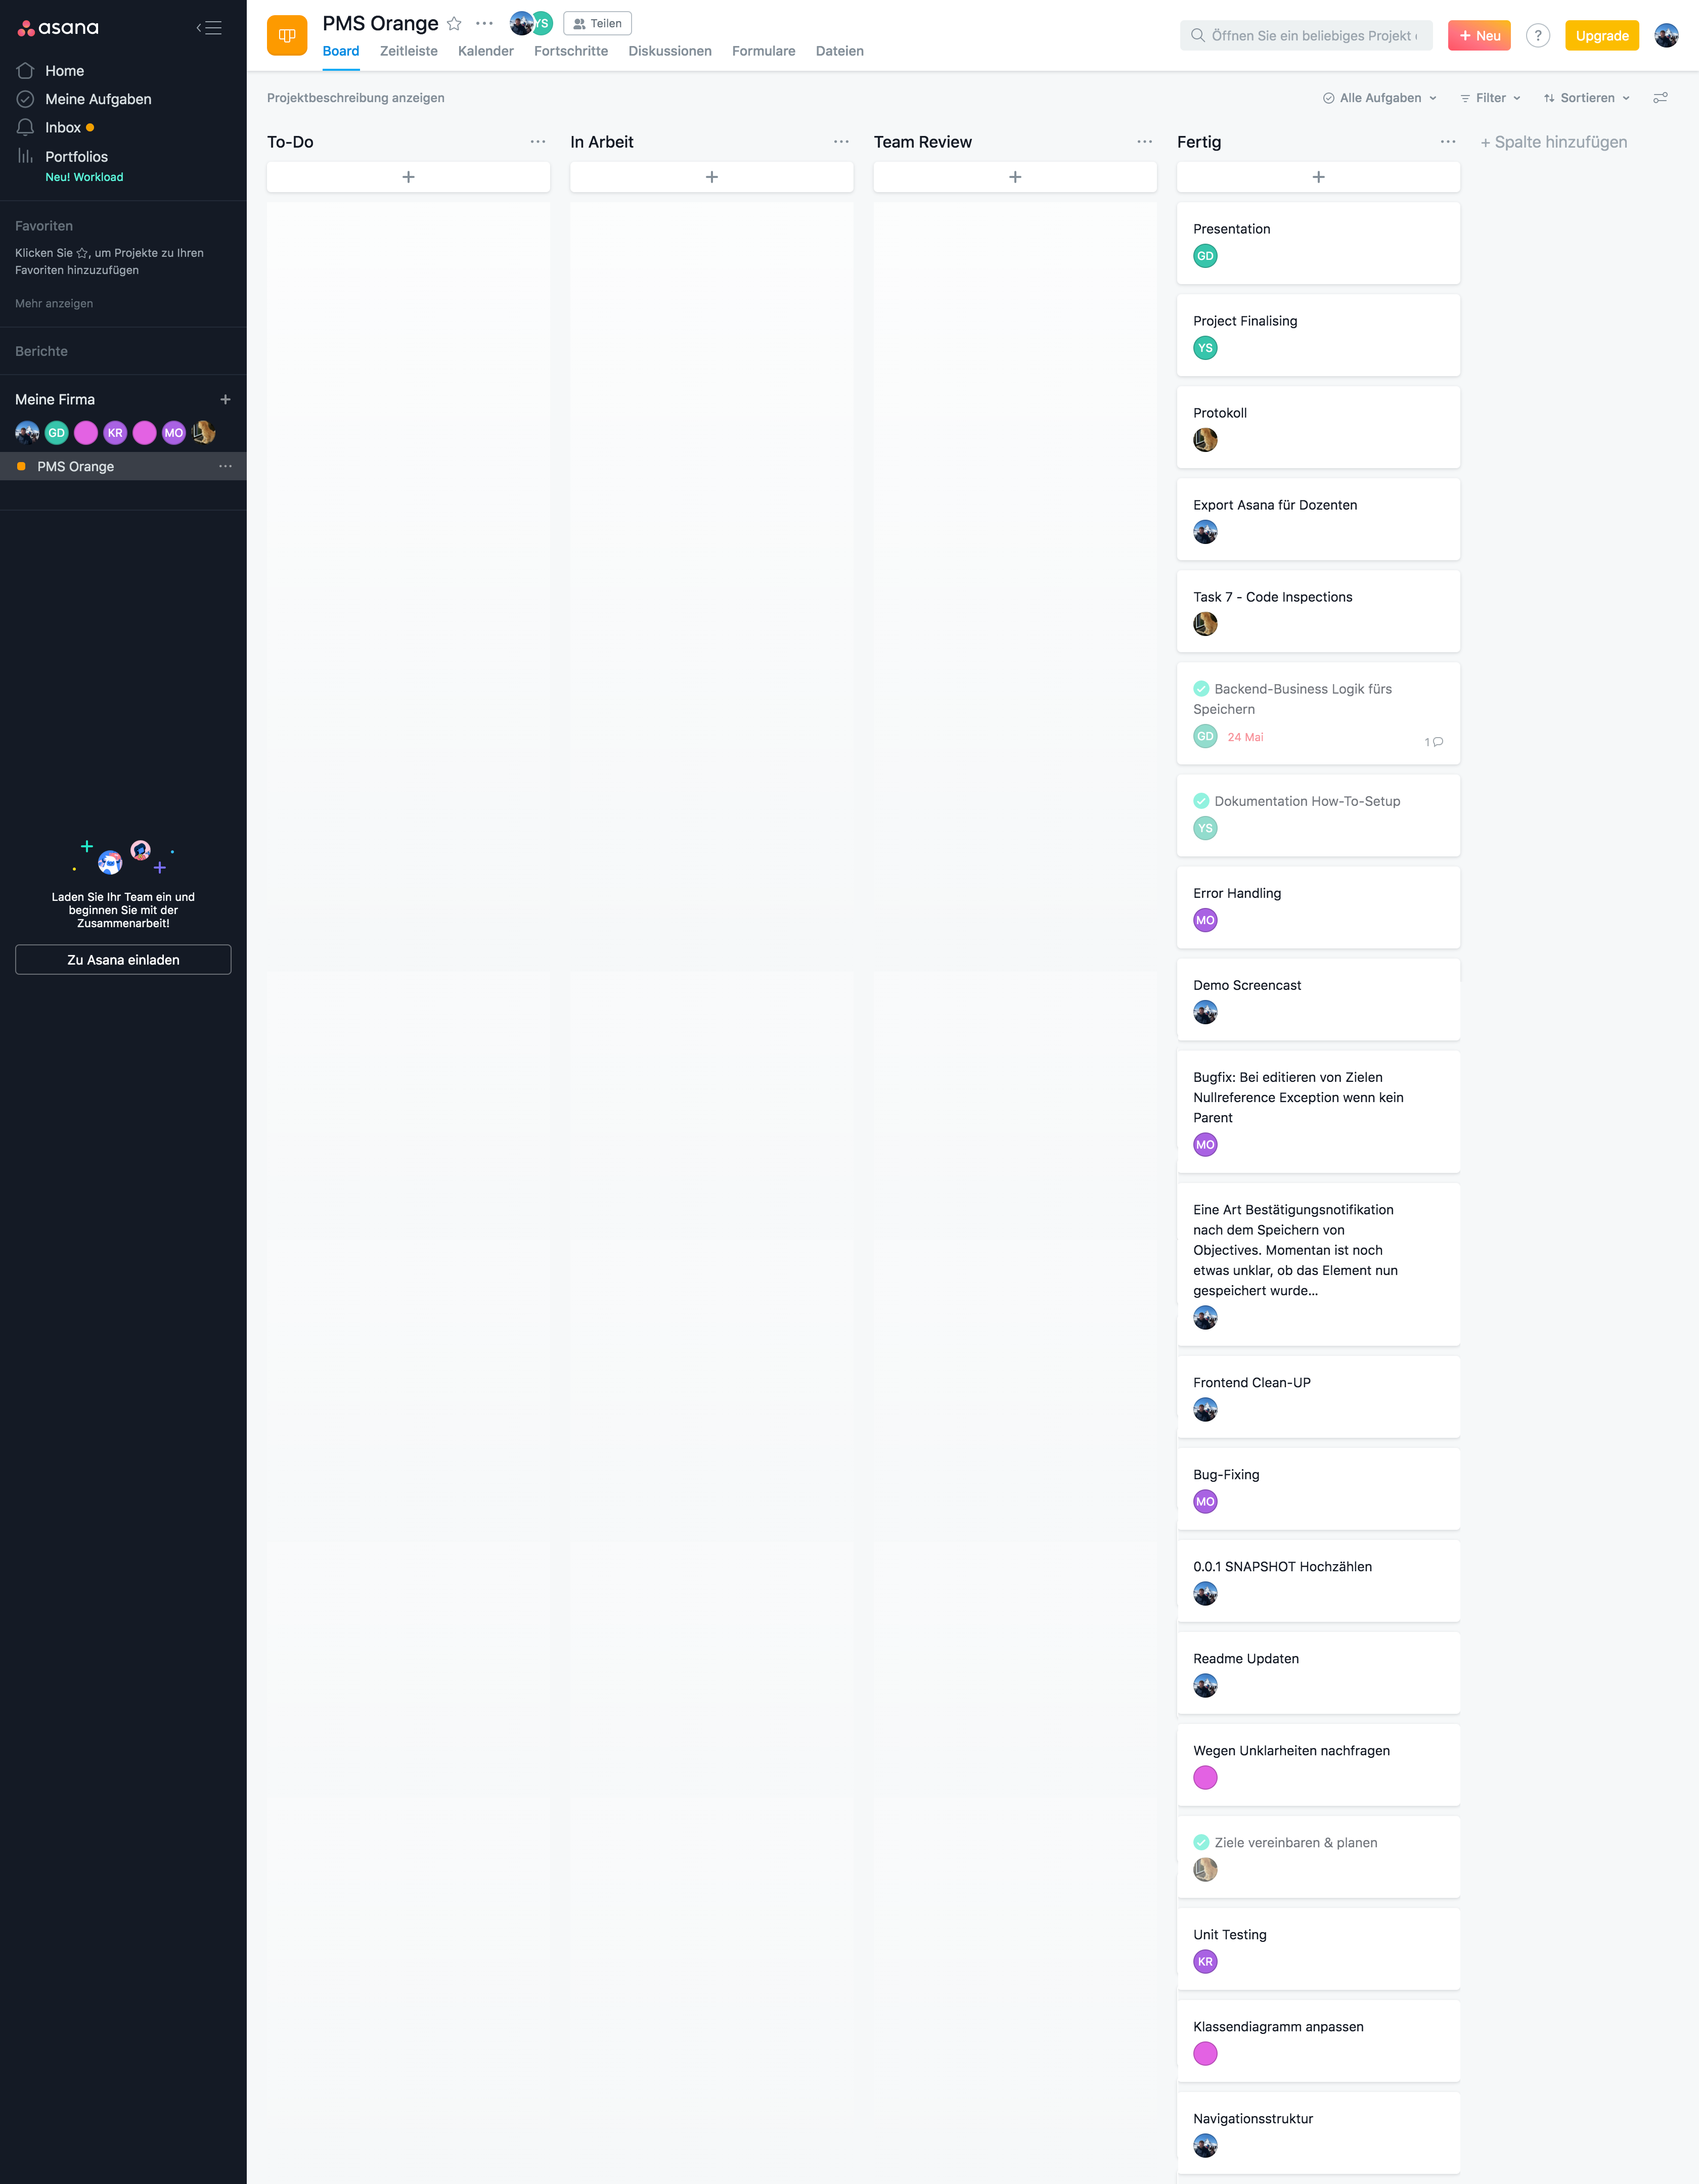 asana
Home
Meine Aufgaben
Inbox
Portfolios
Neu! Workload
Favoriten
Klicken Sie ☆, um Projekte zu Ihren
Favoriten hinzuzufügen
Mehr anzeigen
Berichte
Meine Firma
GD KR MO
PMS Orange
Laden Sie Ihr Team ein und
beginnen Sie mit der
Zusammenarbeit!
Zu Asana einladen
PMS Orange YS Teilen
Board Zeitleiste Kalender Fortschritte Diskussionen Formulare Dateien
Öffnen Sie ein beliebiges Projekt
+ Neu ? Upgrade
Projektbeschreibung anzeigen
Alle Aufgaben Filter Sortieren
To-Do
In Arbeit
Team Review
Fertig
+ Spalte hinzufügen
Presentation
GD
Project Finalising
YS
Protokoll
Export Asana für Dozenten
Task 7 - Code Inspections
Backend-Business Logik fürs
Speichern
GD 24 Mai 1
Dokumentation How-To-Setup
YS
Error Handling
MO
Demo Screencast
Bugfix: Bei editieren von Zielen
Nullreference Exception wenn kein
Parent
MO
Eine Art Bestätigungsnotifikation
nach dem Speichern von
Objectives. Momentan ist noch
etwas unklar, ob das Element nun
gespeichert wurde...
Frontend Clean-UP
Bug-Fixing
MO
0.0.1 SNAPSHOT Hochzählen
Readme Updaten
Wegen Unklarheiten nachfragen
Ziele vereinbaren & planen
Unit Testing
KR
Klassendiagramm anpassen
Navigationsstruktur